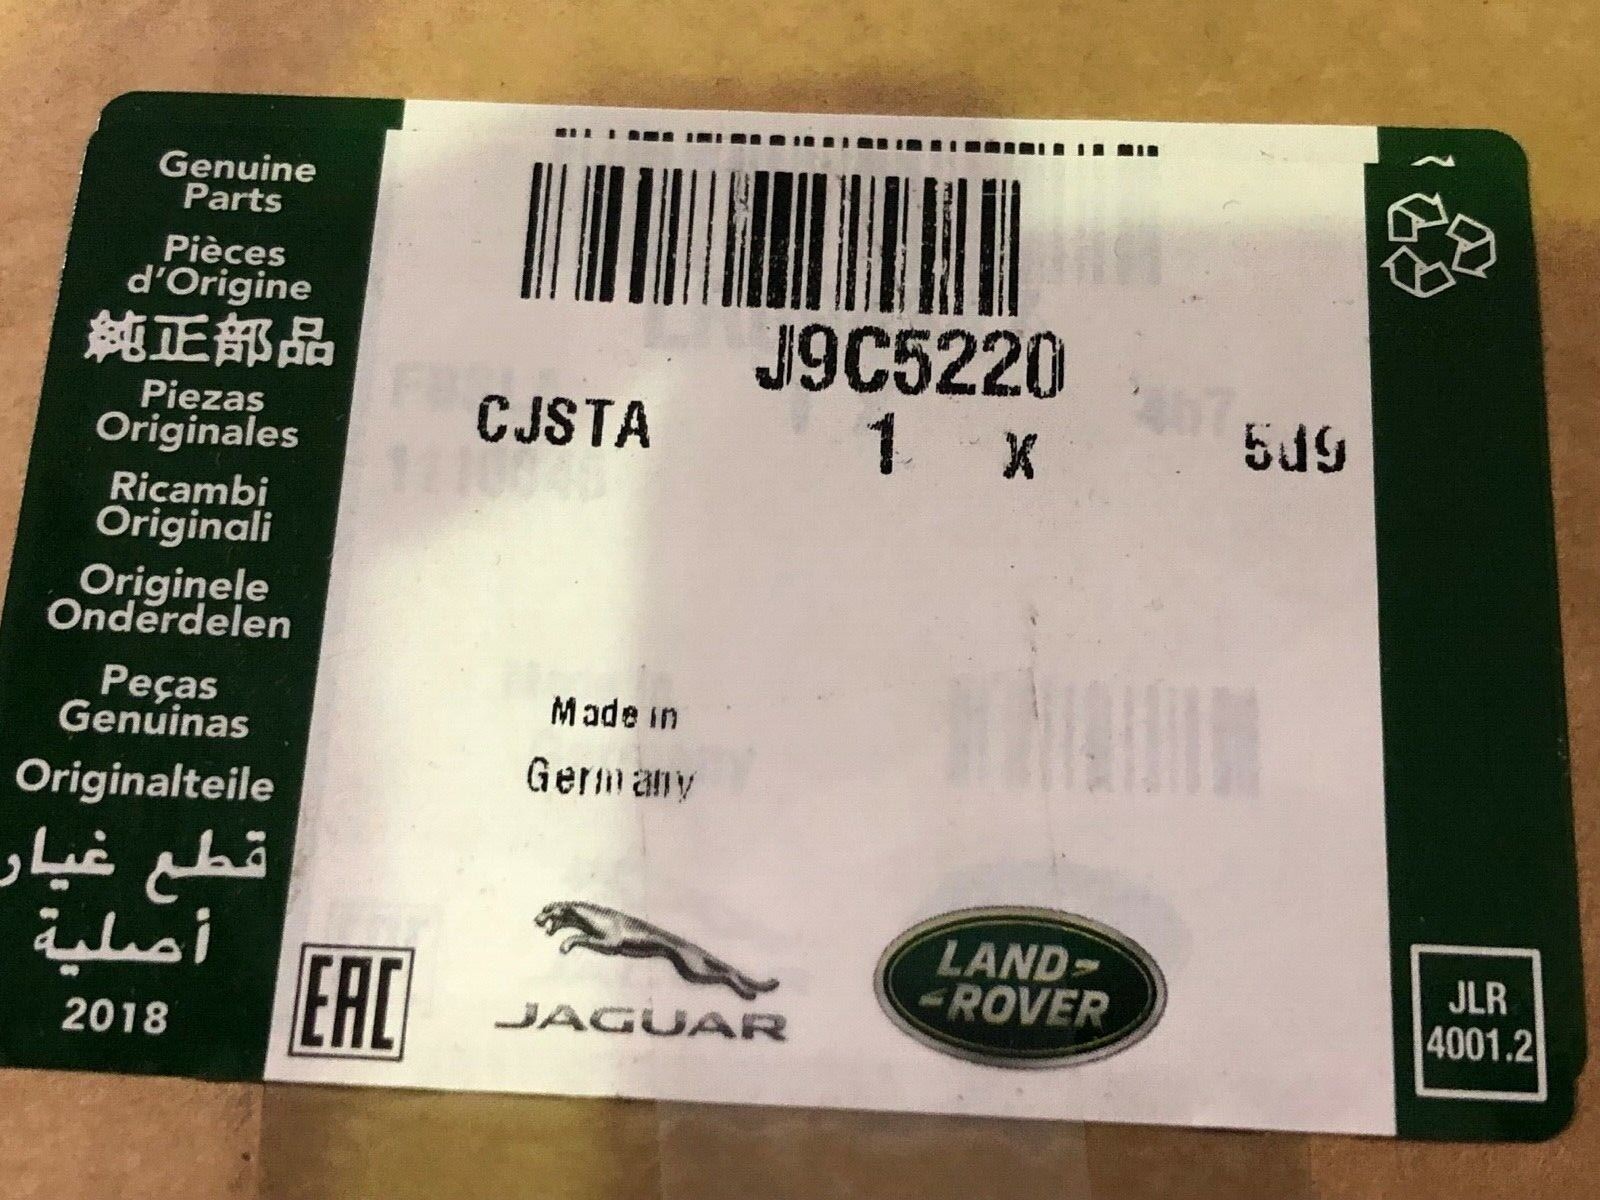 Genuine
Parts
Pièces
d'Origine
純正部品
Piezas
Originales
Ricambi
Originali
Originele
Onderdelen
Peças
Genuinas
Originalteile
قطع غيار
أصلية
2018
J9C5220
CJSTA 1 X
Made in
Germany
EAC
JAGUAR
LAND
ROVER
JLR
4001.2